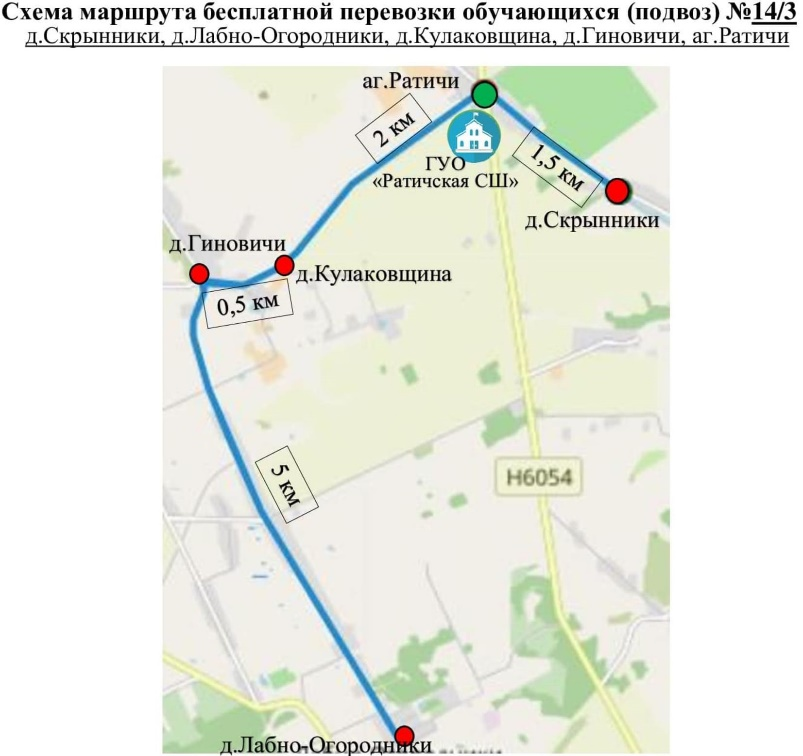 Схема маршрута бесплатной перевозки обучающихся (подвоз) №14/3
д.Скрынники, д.Лабно-Огородники, д.Кулаковщина, д.Гиновичи, аг.Ратичи
аг.Ратичи
2 км
1,5 км
ГУО
«Ратичская СШ»
д.Скрынники
д.Гиновичи
д.Кулаковщина
0,5 км
5 км
H6054
д.Лабно-Огородники